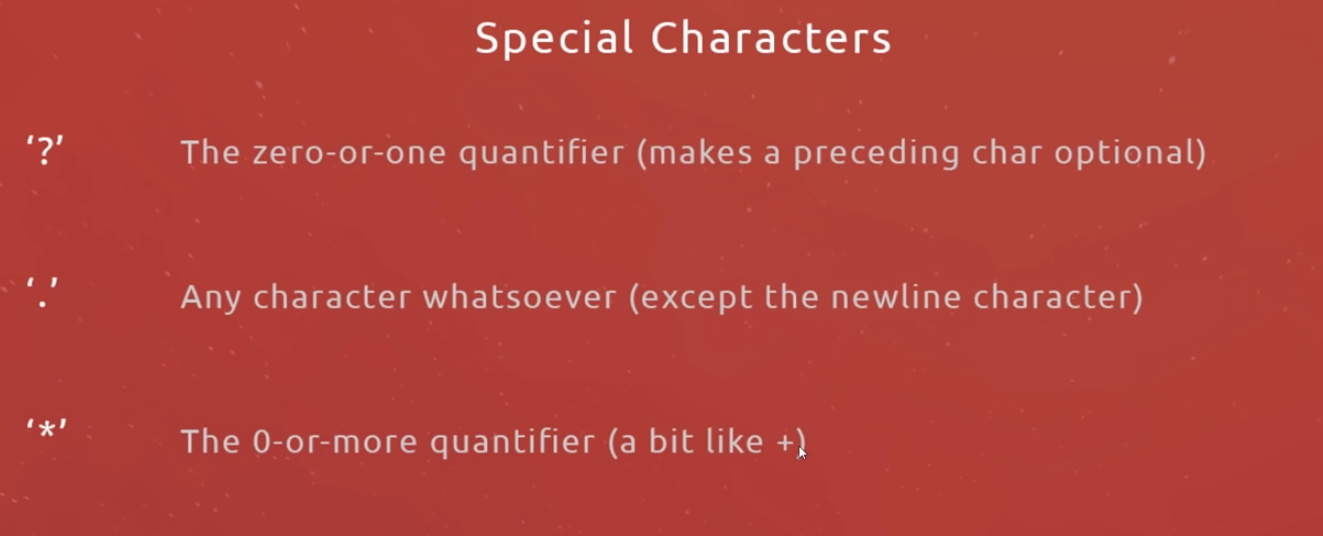 Special Characters
‘?’ The zero-or-one quantifier (makes a preceding char optional)
‘.’ Any character whatsoever (except the newline character)
‘*’ The 0-or-more quantifier (a bit like +)